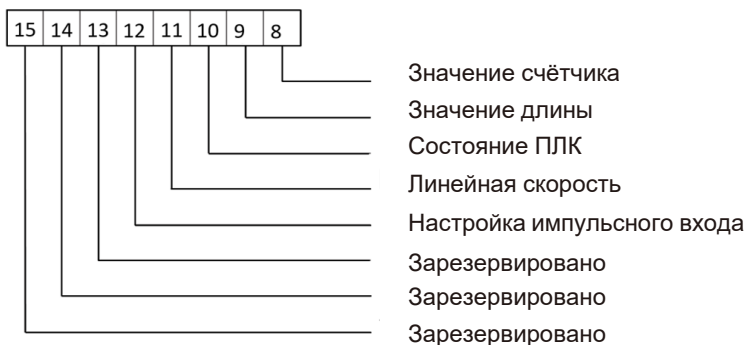 15 14 13 12 11 10 9 8
Значение счётчика
Значение длины
Состояние ПЛК
Линейная скорость
Настройка импульсного входа
Зарезервировано
Зарезервировано
Зарезервировано